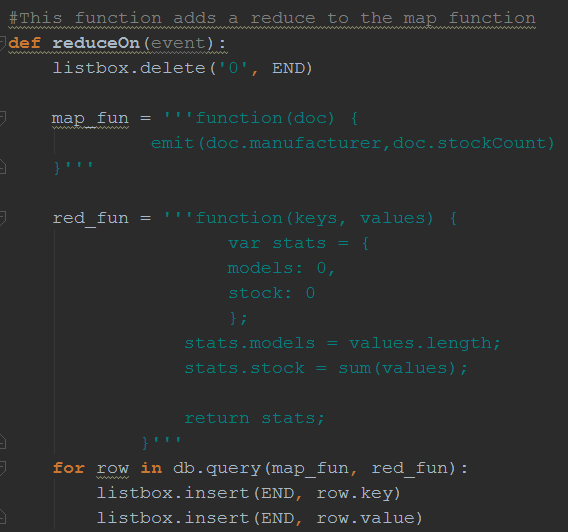 #This function adds a reduce to the map function
def reduceOn(event):
    listbox.delete('0', END)

    map_fun = '''function(doc) {
             emit(doc.manufacturer,doc.stockCount)
    }'''

    red_fun = '''function(keys, values) {
                    var stats = {
                    models: 0,
                    stock: 0
                    };
                stats.models = values.length;
                stats.stock = sum(values);

                return stats;
            }'''
    for row in db.query(map_fun, red_fun):
        listbox.insert(END, row.key)
        listbox.insert(END, row.value)